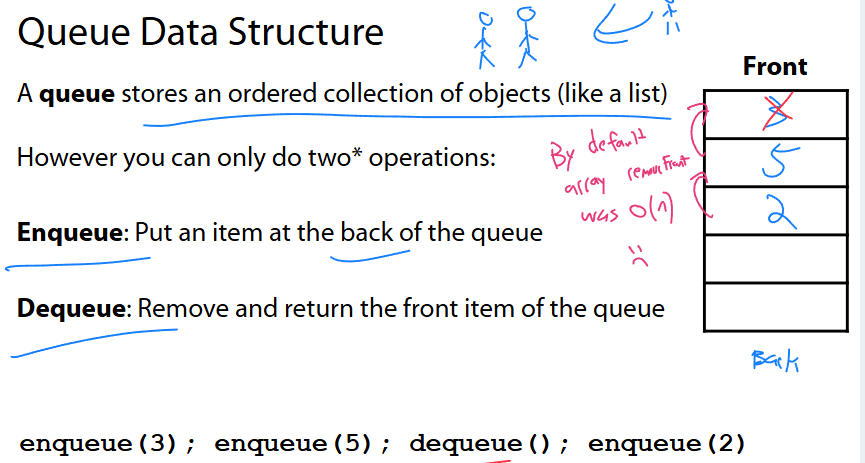 Queue Data Structure
Front
A queue stores an ordered collection of objects (like a list)
3
However you can only do two* operations:
By default
array remove front
was O(n)
5
2
Enqueue: Put an item at the back of the queue
Dequeue: Remove and return the front item of the queue
Back
enqueue(3); enqueue(5); dequeue(); enqueue(2)